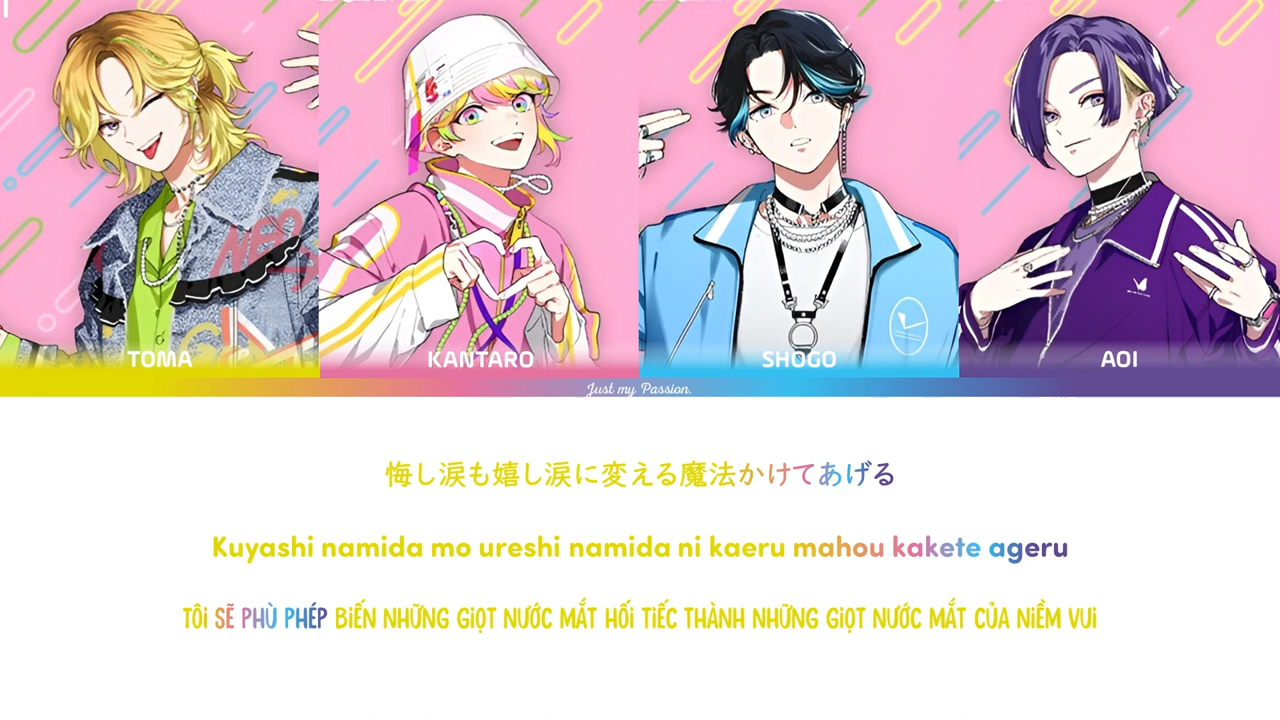 TOMA
KANTARO
SHOGO
AOI
Just my Passion.
悔し涙も嬉し涙に変える魔法かけてあげる
Kuyashi namida mo ureshi namida ni kaeru mahou kakete ageru
TÔI SẼ PHÙ PHÉP BIẾN NHỮNG GIỌT NƯỚC MẮT HỐI TIẾC THÀNH NHỮNG GIỌT NƯỚC MẮT CỦA NIỀM VUI